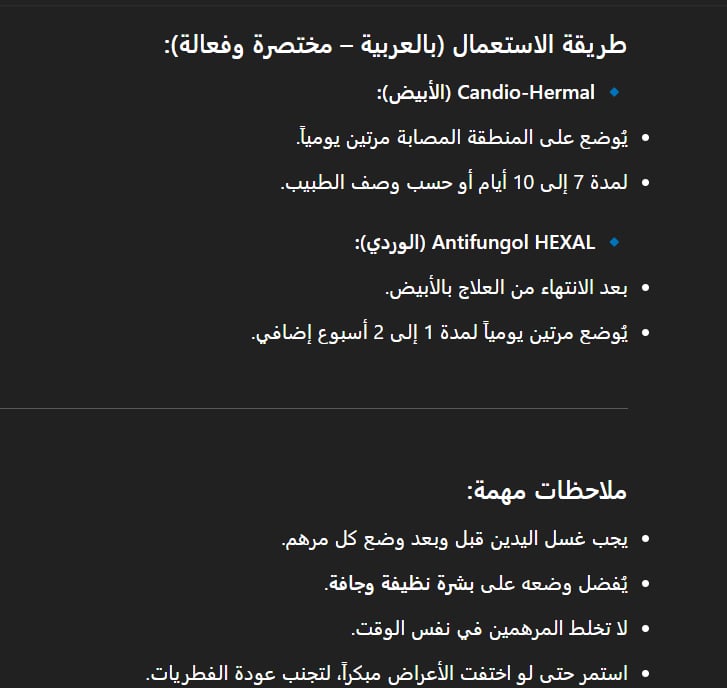 طريقة الاستعمال (بالعربية – مختصرة وفعالة):
🔹 Candio-Hermal (الأبيض):
• يُوضع على المنطقة المصابة مرتين يومياً.
• لمدة 7 إلى 10 أيام أو حسب وصف الطبيب.
🔹 Antifungol HEXAL (الوردي):
• بعد الانتهاء من العلاج بالأبيض.
• يُوضع مرتين يومياً لمدة 1 إلى 2 أسبوع إضافي.
ملاحظات مهمة:
• يجب غسل اليدين قبل وبعد وضع كل مرهم.
• يُفضل وضعه على بشرة نظيفة وجافة.
• لا تخلط المرهمين في نفس الوقت.
• استمر حتى لو اختفت الأعراض مبكراً، لتجنب عودة الفطريات.